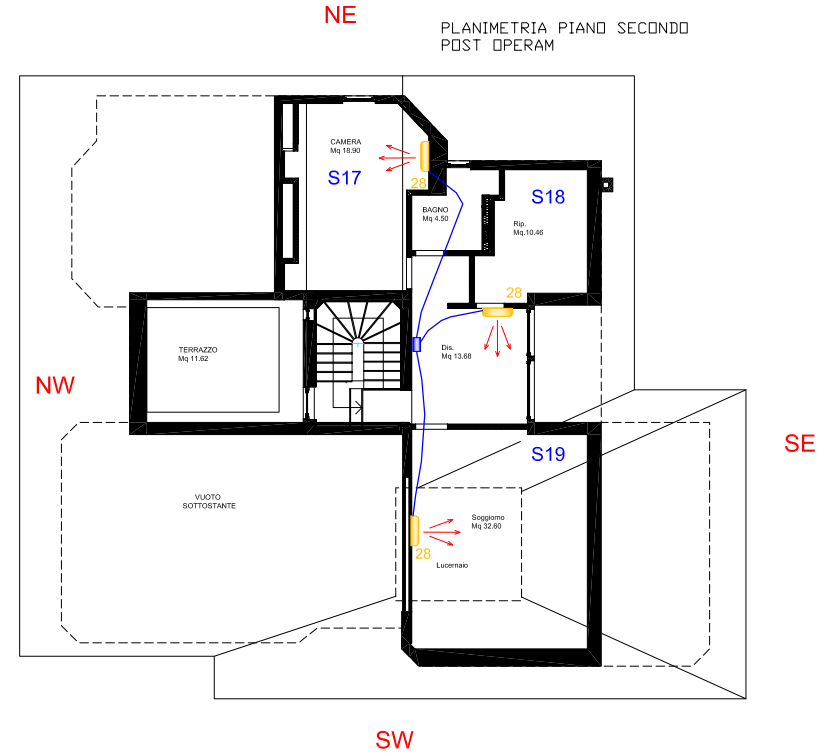 NE
PLANIMETRIA PIANO SECONDO
POST OPERAM
CAMERA
Mq 18.90
S17
28
BAGNO
Mq 4.50
S18
Rip.
Mq.10.46
28
TERRAZZO
Mq 11.62
Dis.
Mq 13.68
NW
SE
S19
VUOTO
SOTTOSTANTE
Soggiorno
Mq 32.60
28
Lucernaio
SW